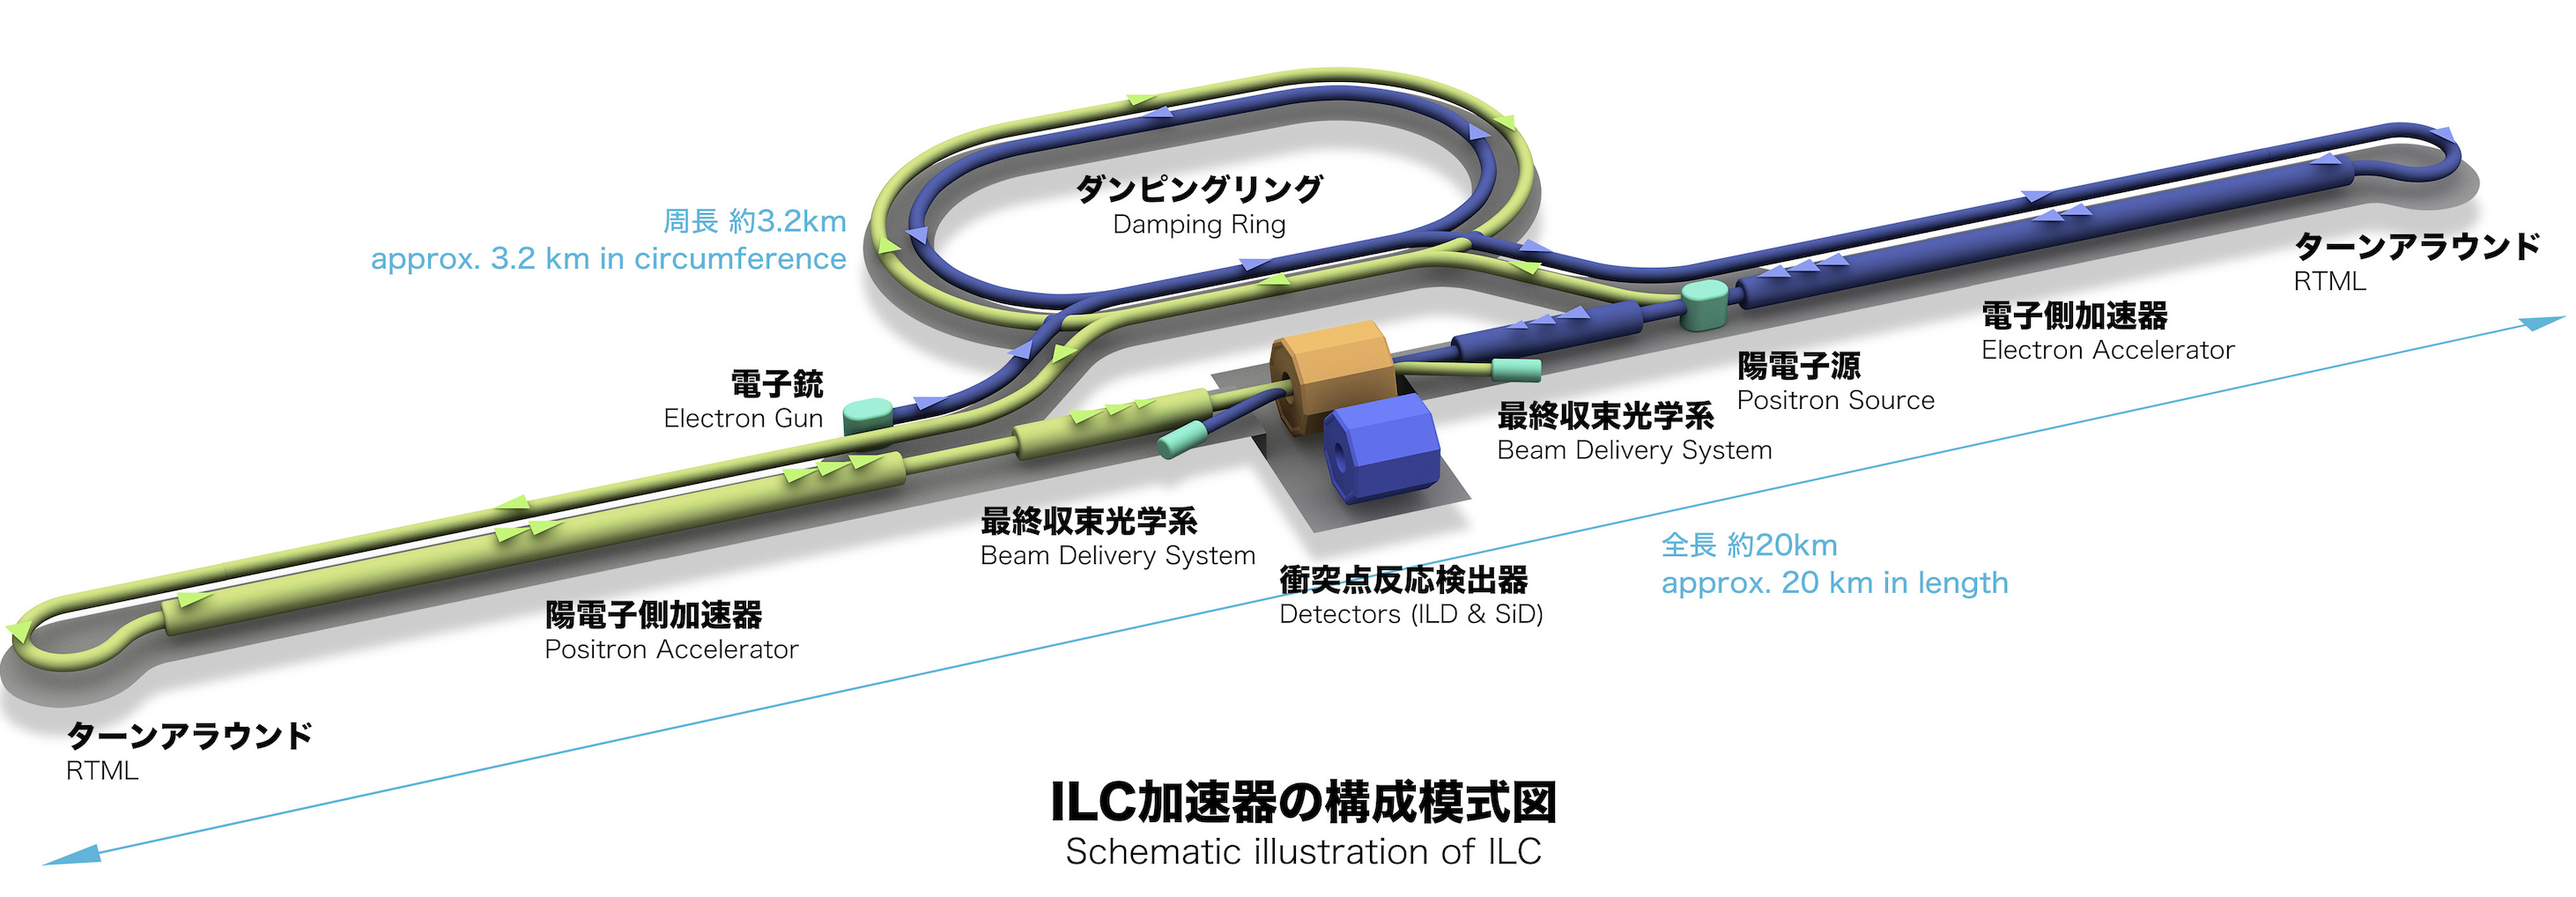 ダンピングリング
Damping Ring
周長 約3.2km
approx. 3.2 km in circumference
ターンアラウンド
RTML
電子側加速器
Electron Accelerator
陽電子源
Positron Source
電子銃
Electron Gun
最終収束光学系
Beam Delivery System
最終収束光学系
Beam Delivery System
全長 約20km
approx. 20 km in length
衝突点反応検出器
Detectors (ILD & SiD)
陽電子側加速器
Positron Accelerator
ターンアラウンド
RTML
ILC加速器の構成模式図
Schematic illustration of ILC